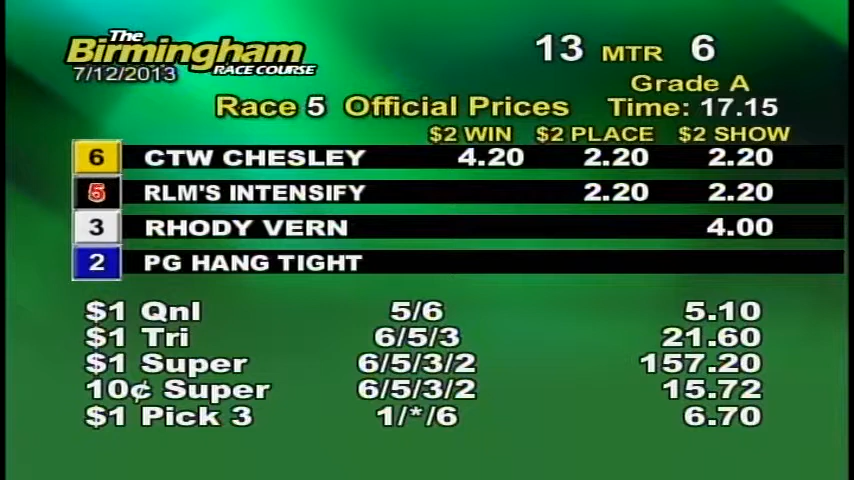 The
Birmingham
RACE COURSE
7/12/2013
13 MTR 6
Grade A
Race 5 Official Prices Time: 17.15
$2 WIN $2 PLACE $2 SHOW
6 CTW CHESLEY 4.20 2.20 2.20
5 RLM'S INTENSIFY 2.20 2.20
3 RHODY VERN 4.00
2 PG HANG TIGHT
$1 Qnl 5/6 5.10
$1 Tri 6/5/3 21.60
$1 Super 6/5/3/2 157.20
10¢ Super 6/5/3/2 15.72
$1 Pick 3 1/*/6 6.70